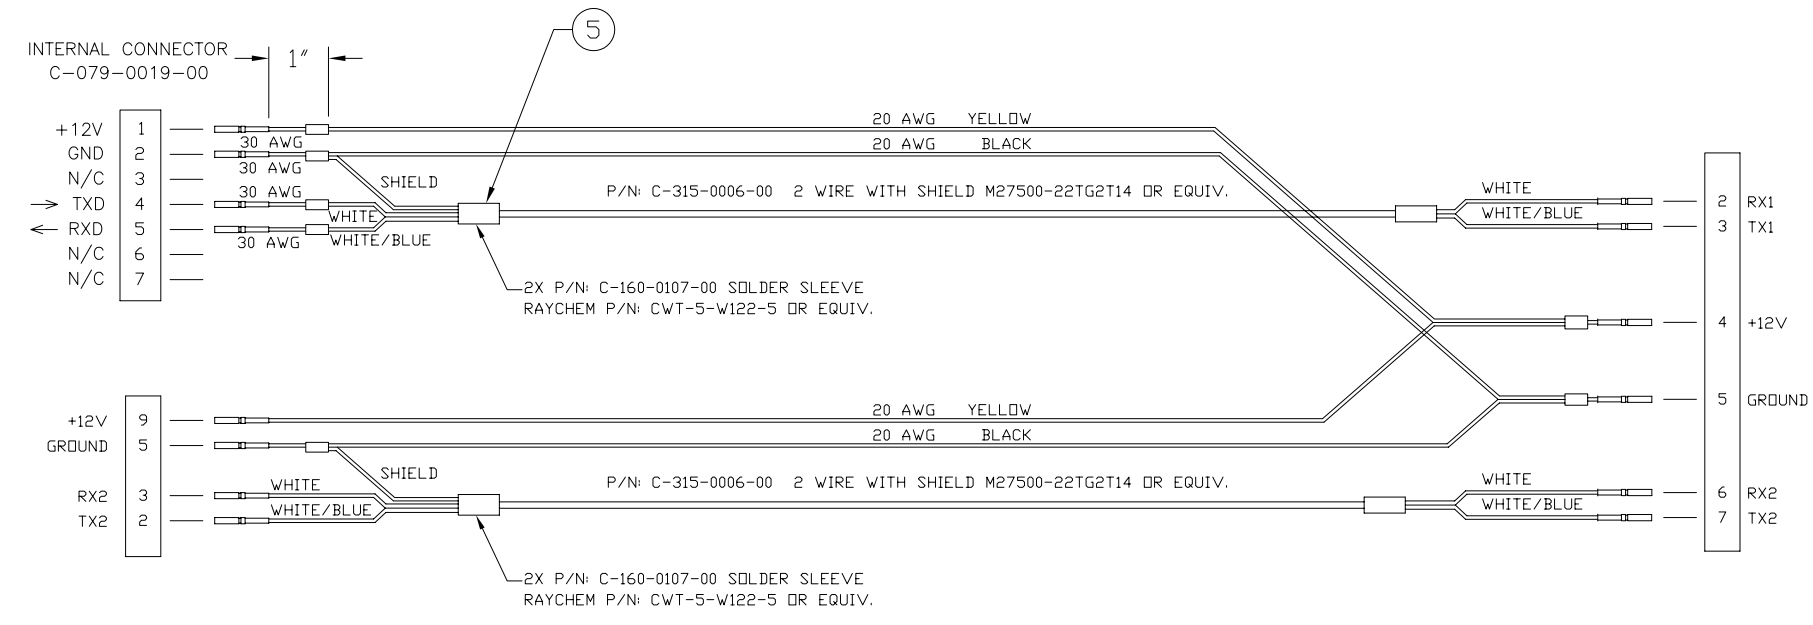 5
INTERNAL CONNECTOR
C-079-0019-00
1"
+12V 1
GND 2
N/C 3
TXD 4
RXD 5
N/C 6
N/C 7
30 AWG
30 AWG
30 AWG
30 AWG
SHIELD
WHITE
WHITE/BLUE
20 AWG YELLOW
20 AWG BLACK
P/N: C-315-0006-00 2 WIRE WITH SHIELD M27500-22TG2T14 OR EQUIV.
2X P/N: C-160-0107-00 SOLDER SLEEVE
RAYCHEM P/N: CWT-5-W122-5 OR EQUIV.
WHITE
WHITE/BLUE
2 RX1
3 TX1
4 +12V
5 GROUND
6 RX2
7 TX2
+12V 9
GROUND 5
RX2 3
TX2 2
WHITE
WHITE/BLUE
SHIELD
20 AWG YELLOW
20 AWG BLACK
P/N: C-315-0006-00 2 WIRE WITH SHIELD M27500-22TG2T14 OR EQUIV.
WHITE
WHITE/BLUE
2X P/N: C-160-0107-00 SOLDER SLEEVE
RAYCHEM P/N: CWT-5-W122-5 OR EQUIV.